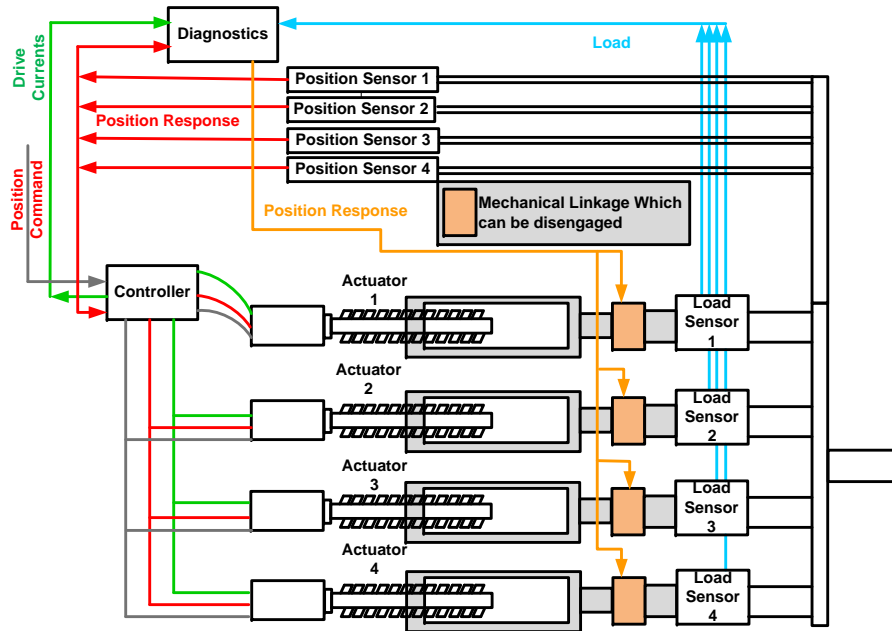 Diagnostics
Load
Drive
Currents
Position Sensor 1
Position Sensor 2
Position Response
Position Sensor 3
Position Sensor 4
Position
Command
Mechanical Linkage Which
can be disengaged
Position Response
Controller
Actuator
1
Load
Sensor
1
Actuator
2
Load
Sensor
2
Actuator
3
Load
Sensor
3
Actuator
4
Load
Sensor
4